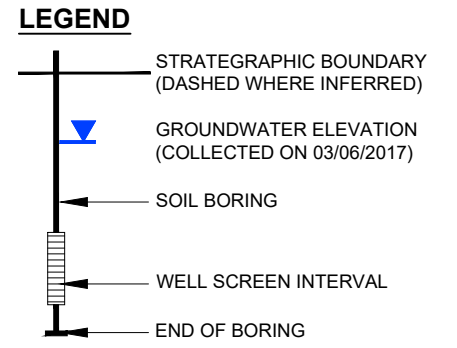 LEGEND
STRATEGRAPHIC BOUNDARY
(DASHED WHERE INFERRED)
GROUNDWATER ELEVATION
(COLLECTED ON 03/06/2017)
SOIL BORING
WELL SCREEN INTERVAL
END OF BORING